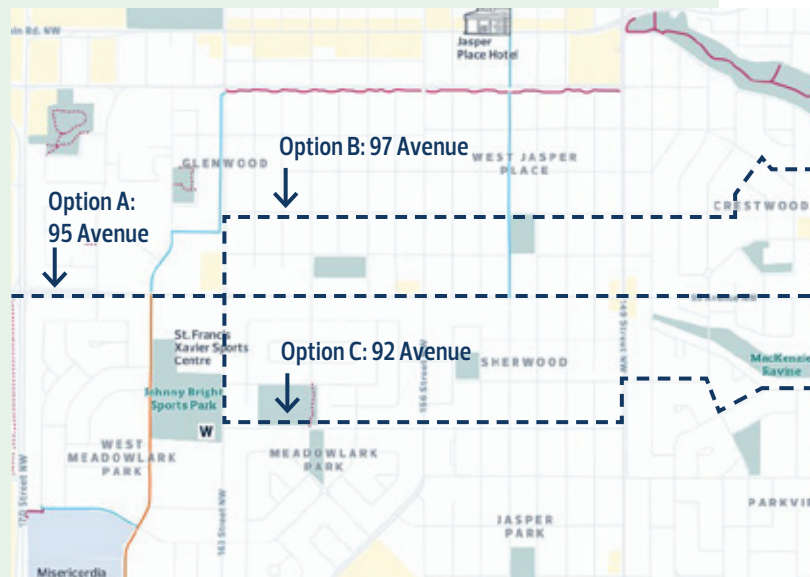 Jasper
Place Hotel
Option B: 97 Avenue
GLENWOOD
WEST JASPER
PLACE
Option A:
95 Avenue
CRESTWOOD
St. Francis
Xavier Sports
Centre
Option C: 92 Avenue
149 Street NW
SHERWOOD
MacKenzie
Ravine
Johnny Bright
Sports Park
156 Street NW
W
WEST
MEADOWLARK
PARK
MEADOWLARK
PARK
170 Street NW
163 Street NW
JASPER
PARK
PARKVI
Misericordia